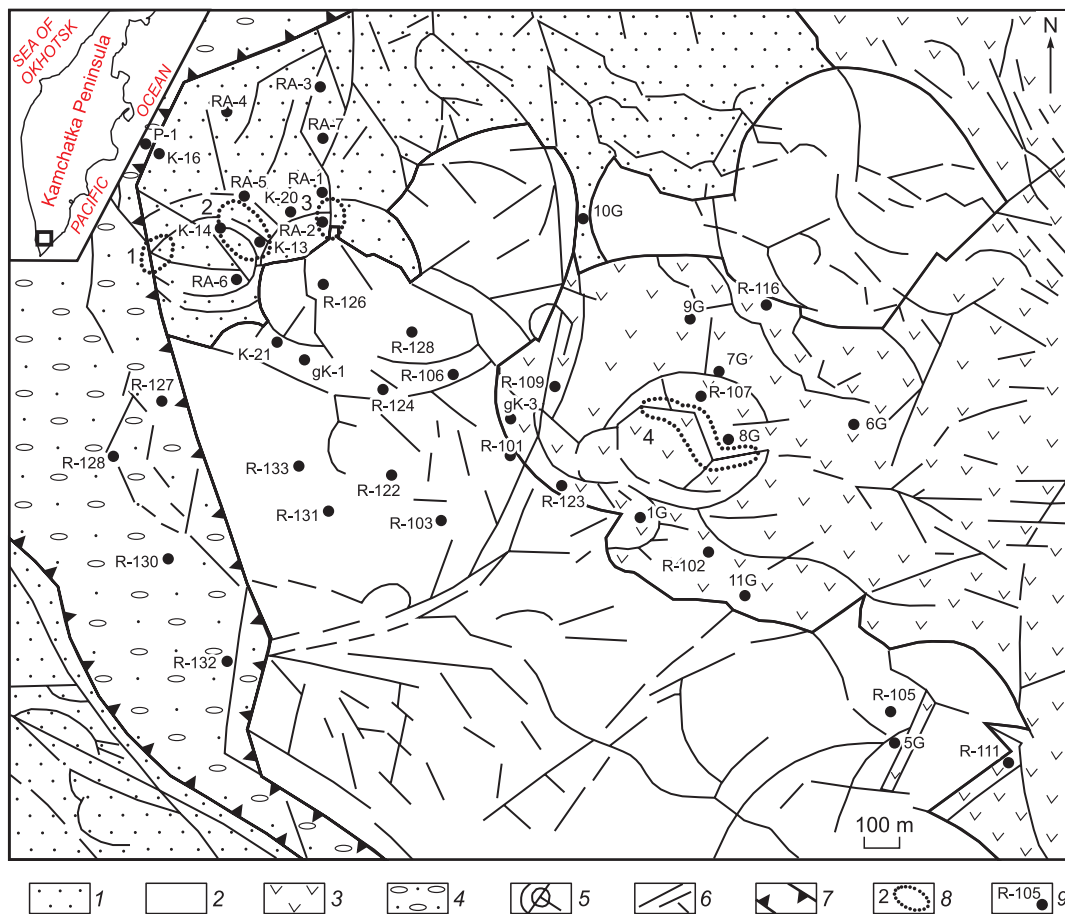 SEA OF
OKHOTSK
Kamchatka Peninsula
PACIFIC
OCEAN
N
RA-3
RA-4
P-1
K-16
RA-7
RA-5
RA-1
K-20
2
3
K-14
RA-2
K-13
1
RA-6
10G
R-126
9G
R-116
R-128
K-21
gK-1
R-106
7G
R-109
R-107
R-127
R-124
gK-3
6G
4
8G
R-101
R-128
R-133
R-122
R-123
R-131
R-103
1G
R-130
R-102
11G
R-132
R-105
5G
R-111
100 m
1
2
3
4
5
6
7
2
8
R-105
9